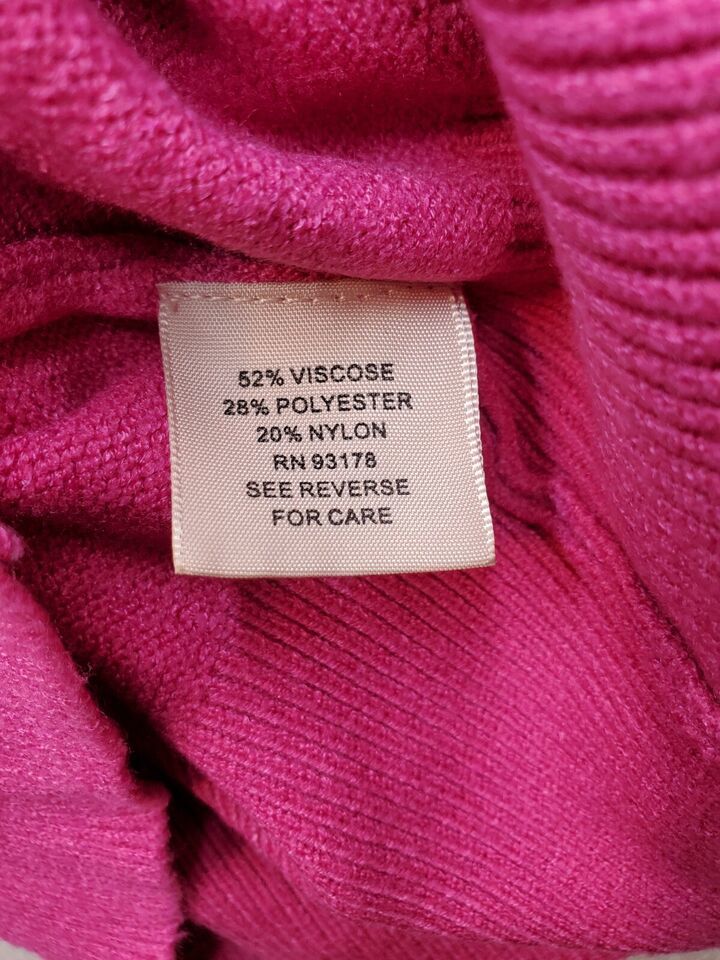 52% VISCOSE
28% POLYESTER
20% NYLON
RN 93178
SEE REVERSE
FOR CARE